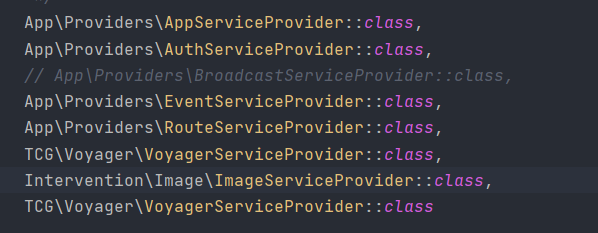 App\Providers\AppServiceProvider::class,
App\Providers\AuthServiceProvider::class,
// App\Providers\BroadcastServiceProvider::class,
App\Providers\EventServiceProvider::class,
App\Providers\RouteServiceProvider::class,
TCG\Voyager\VoyagerServiceProvider::class,
Intervention\Image\ImageServiceProvider::class,
TCG\Voyager\VoyagerServiceProvider::class